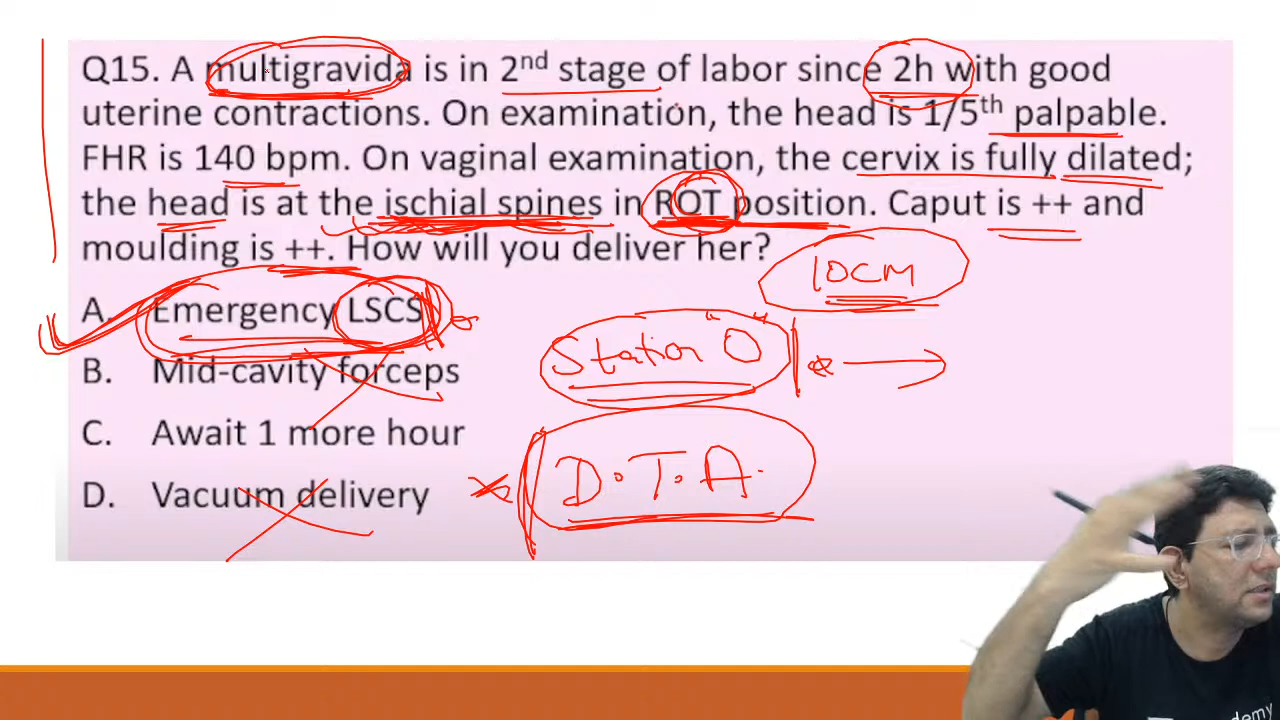 Q15. A multigravida is in 2nd stage of labor since 2h with good
uterine contractions. On examination, the head is 1/5th palpable.
FHR is 140 bpm. On vaginal examination, the cervix is fully dilated;
the head is at the ischial spines in ROT position. Caput is ++ and
moulding is ++. How will you deliver her?
10CM
A. Emergency LSCS
Station "0"
B. Mid-cavity forceps
C. Await 1 more hour
D.T.A.
D. Vacuum delivery